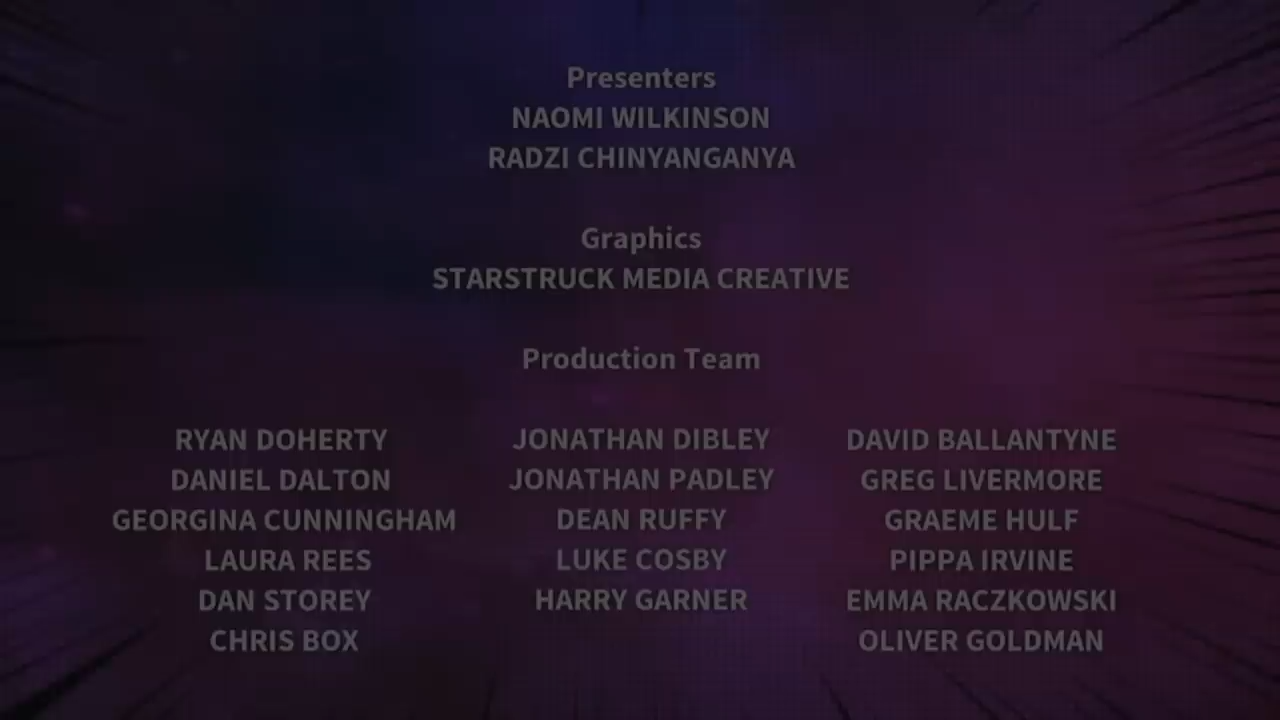 Presenters
NAOMI WILKINSON
RADZI CHINYANGANYA
Graphics
STARSTRUCK MEDIA CREATIVE
Production Team
RYAN DOHERTY
DANIEL DALTON
GEORGINA CUNNINGHAM
LAURA REES
DAN STOREY
CHRIS BOX
JONATHAN DIBLEY
JONATHAN PADLEY
DEAN RUFFY
LUKE COSBY
HARRY GARNER
DAVID BALLANTYNE
GREG LIVERMORE
GRAEME HULF
PIPPA IRVINE
EMMA RACZKOWSKI
OLIVER GOLDMAN